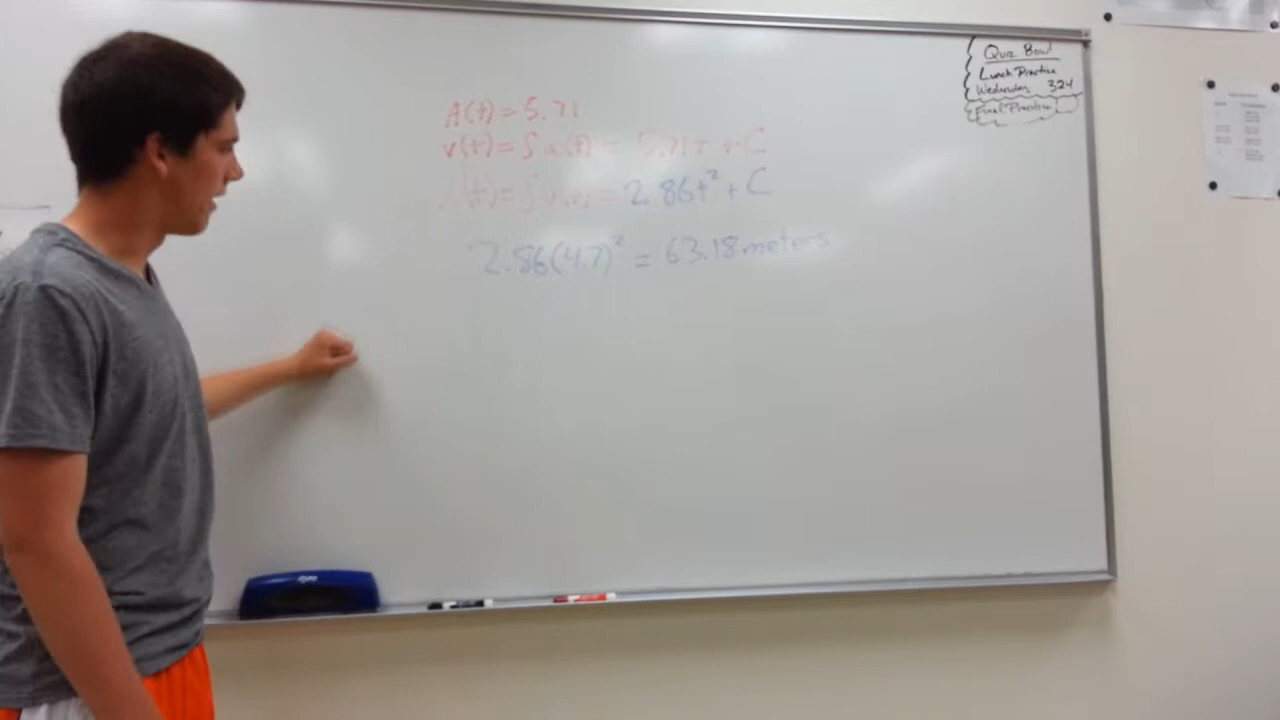 A(t) = 5.71
v(t) = ∫ a(t) = 5.71t + C
(t) = ∫ v(t) = 2.86t² + C
2.86(4.7)² = 63.18 meters
Quiz Bowl
Lunch Practice
Wednesday 324
Final Practice
expo